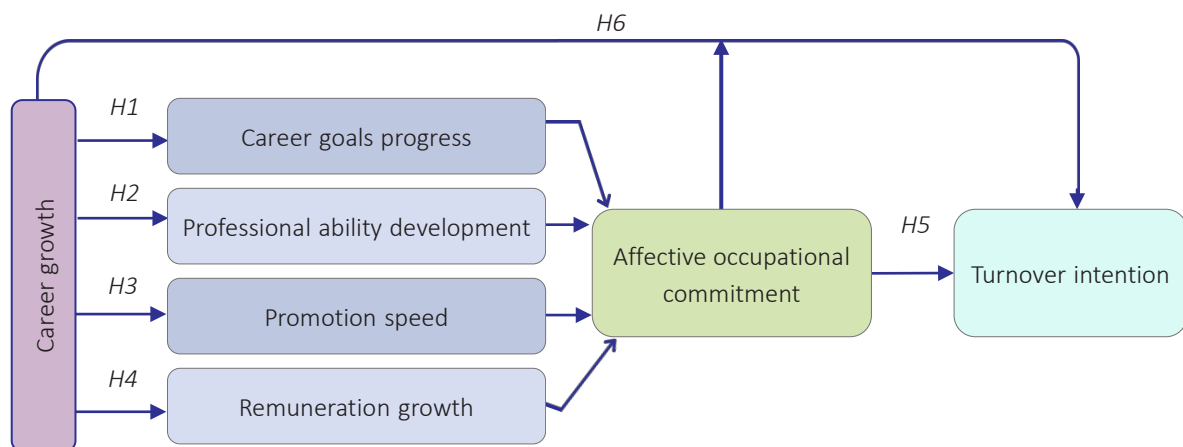 H6
H1
Career goals progress
H2
Professional ability development
H3
Promotion speed
H4
Remuneration growth
Career growth
Affective occupational
commitment
H5
Turnover intention